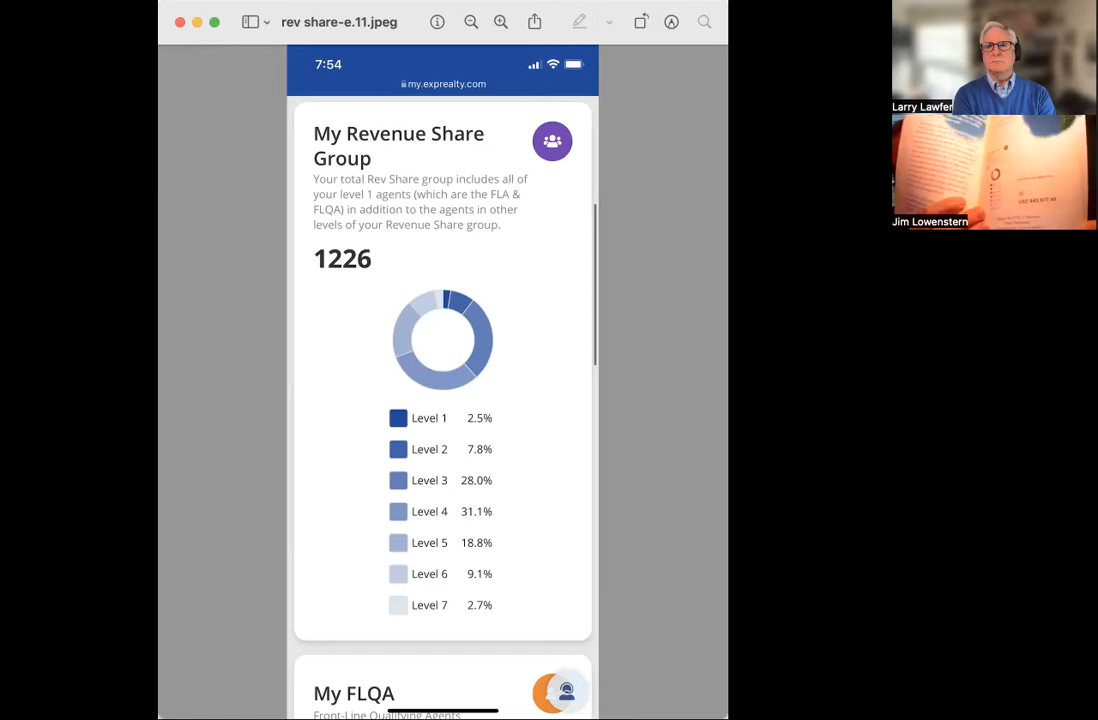 rev share-e.11.jpeg
7:54
my.exprealty.com
My Revenue Share
Group
Your total Rev Share group includes all of
your level 1 agents (which are the FLA &
FLQA) in addition to the agents in other
levels of your Revenue Share group.
1226
Level 1 2.5%
Level 2 7.8%
Level 3 28.0%
Level 4 31.1%
Level 5 18.8%
Level 6 9.1%
Level 7 2.7%
My FLQA
Front-Line Qualifying Agents
Larry Lawfer
Jim Lowenstern